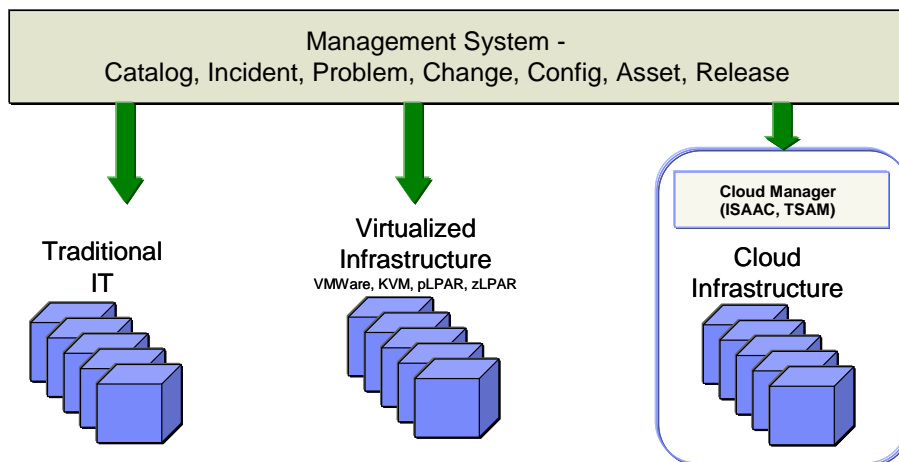 Management System -
Catalog, Incident, Problem, Change, Config, Asset, Release
Traditional
IT
Virtualized
Infrastructure
VMWare, KVM, pLPAR, zLPAR
Cloud Manager
(ISAAC, TSAM)
Cloud
Infrastructure